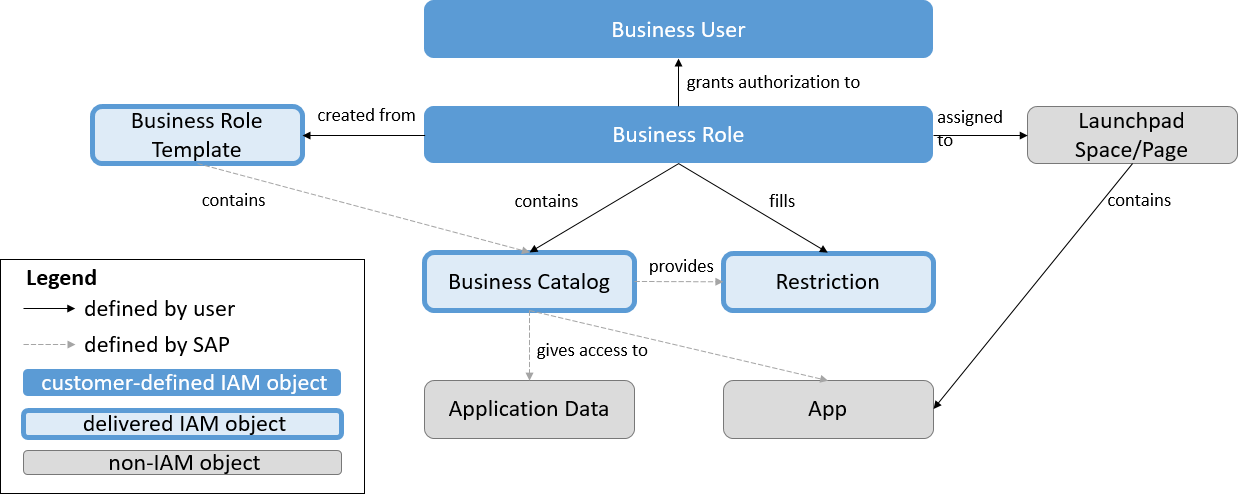 Business User
grants authorization to
Business Role
Template
created from
Business Role
assigned
to
Launchpad
Space/Page
contains
contains
fills
contains
Business Catalog
provides
Restriction
gives access to
Application Data
App
Legend
defined by user
defined by SAP
customer-defined IAM object
delivered IAM object
non-IAM object